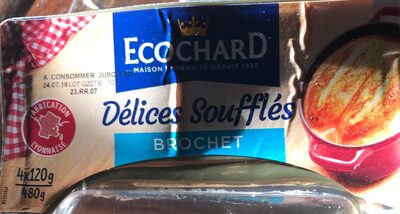 ECOCHARD
MAISON LYONNAISE DEPUIS 1855
À CONSOMMER JUSQU'AU
24.07.19 LOT 0207
23.RR.07
Délices Soufflés
BROCHET
FABRICATION
LYONNAISE
4x120g
480g